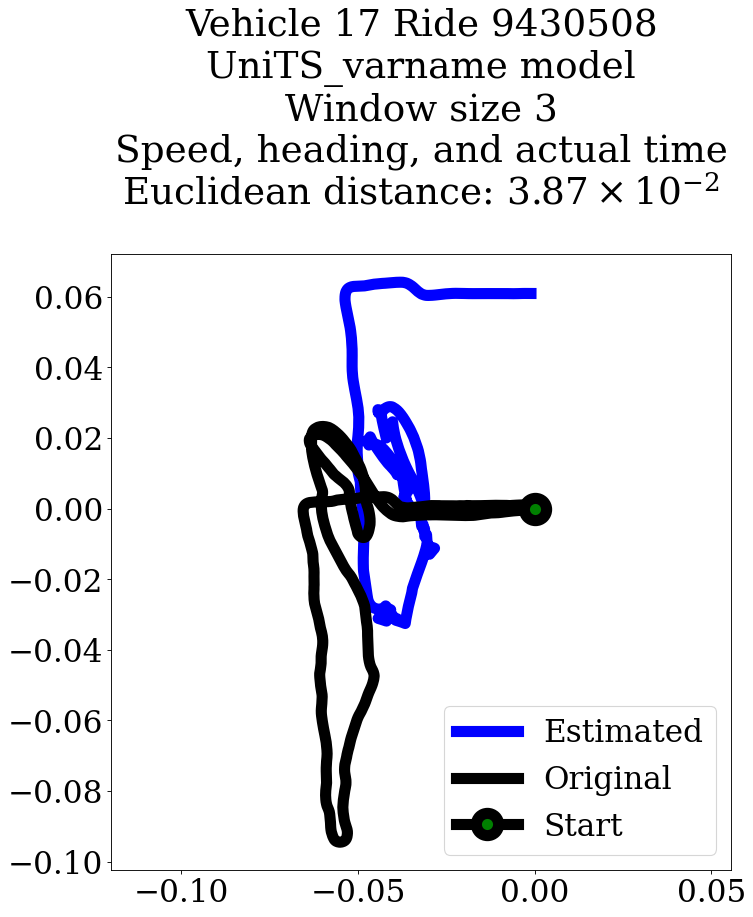 Vehicle 17 Ride 9430508
UniTS_varname model
Window size 3
Speed, heading, and actual time
Euclidean distance: 3.87 × 10⁻²
0.06
0.04
0.02
0.00
−0.02
−0.04
−0.06
−0.08
−0.10
Estimated
Original
Start
−0.10
−0.05
0.00
0.05